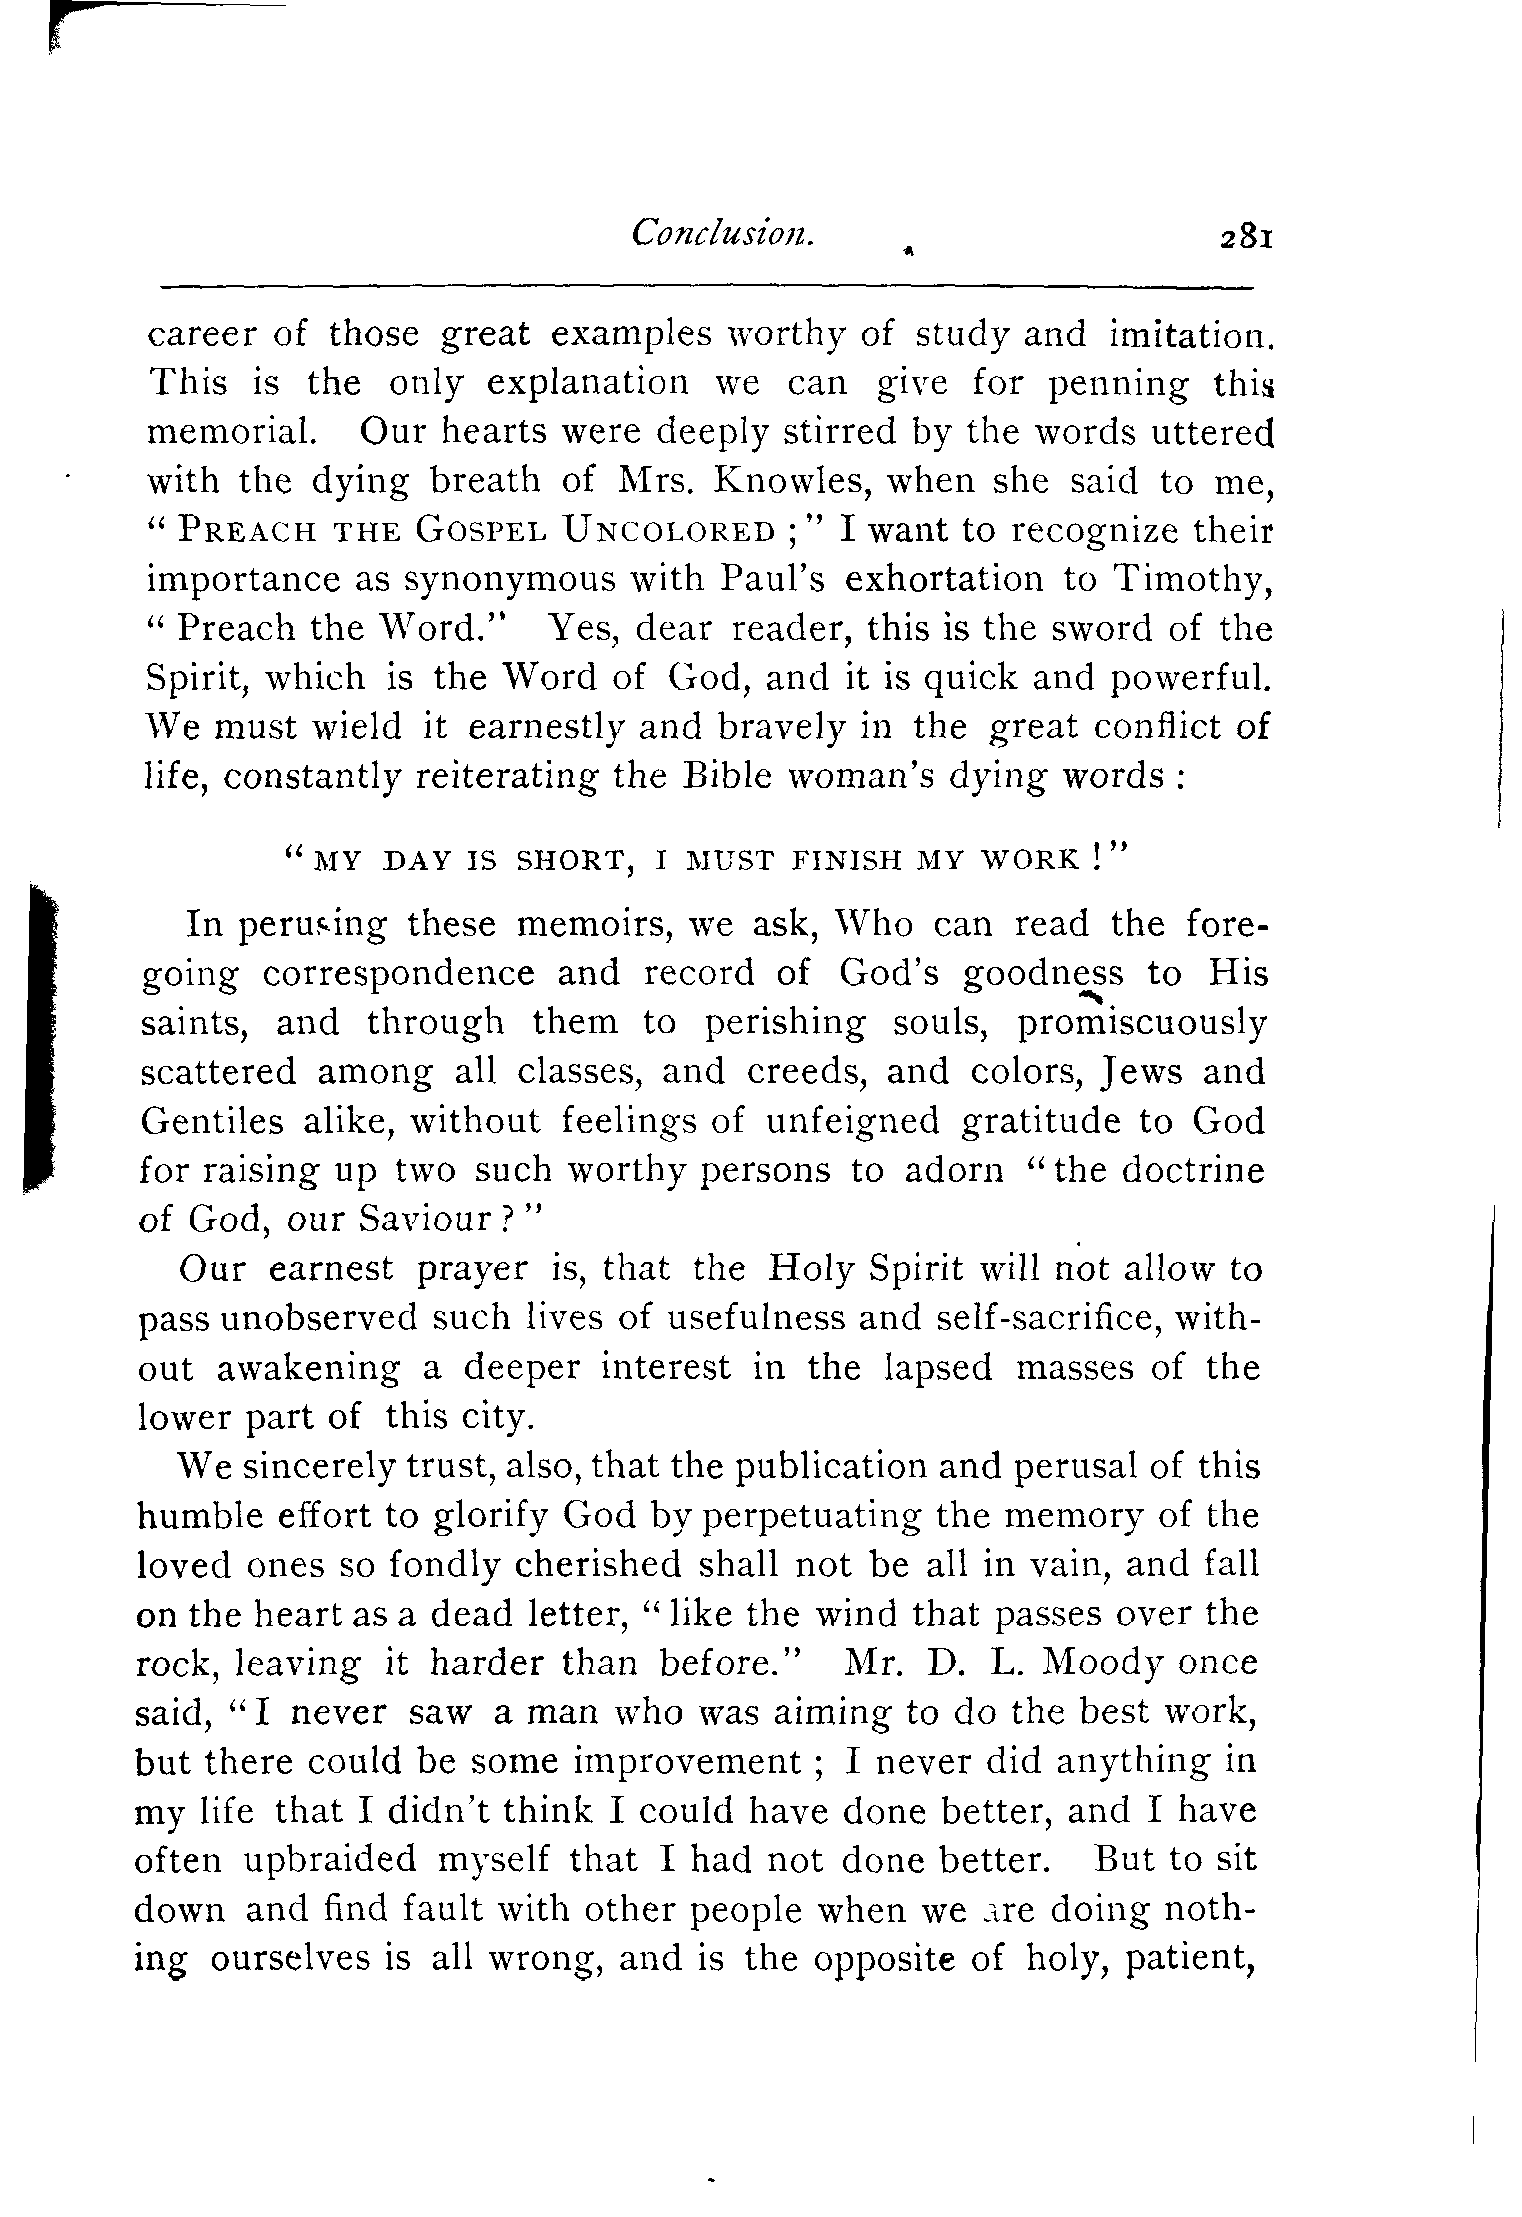 Conclusion. 281
career of those great examples worthy of study and imitation.
This is the only explanation we can give for penning this
memorial. Our hearts were deeply stirred by the words uttered
with the dying breath of Mrs. Knowles, when she said to me,
“ PREACH THE GOSPEL UNCOLORED ;” I want to recognize their
importance as synonymous with Paul’s exhortation to Timothy,
“ Preach the Word.” Yes, dear reader, this is the sword of the
Spirit, which is the Word of God, and it is quick and powerful.
We must wield it earnestly and bravely in the great conflict of
life, constantly reiterating the Bible woman’s dying words :
“ MY DAY IS SHORT, I MUST FINISH MY WORK ! ”
In perusing these memoirs, we ask, Who can read the fore-
going correspondence and record of God’s goodness to His
saints, and through them to perishing souls, promiscuously
scattered among all classes, and creeds, and colors, Jews and
Gentiles alike, without feelings of unfeigned gratitude to God
for raising up two such worthy persons to adorn “ the doctrine
of God, our Saviour ? ”
Our earnest prayer is, that the Holy Spirit will not allow to
pass unobserved such lives of usefulness and self-sacrifice, with-
out awakening a deeper interest in the lapsed masses of the
lower part of this city.
We sincerely trust, also, that the publication and perusal of this
humble effort to glorify God by perpetuating the memory of the
loved ones so fondly cherished shall not be all in vain, and fall
on the heart as a dead letter, “ like the wind that passes over the
rock, leaving it harder than before.” Mr. D. L. Moody once
said, “ I never saw a man who was aiming to do the best work,
but there could be some improvement ; I never did anything in
my life that I didn’t think I could have done better, and I have
often upbraided myself that I had not done better. But to sit
down and find fault with other people when we are doing noth-
ing ourselves is all wrong, and is the opposite of holy, patient,